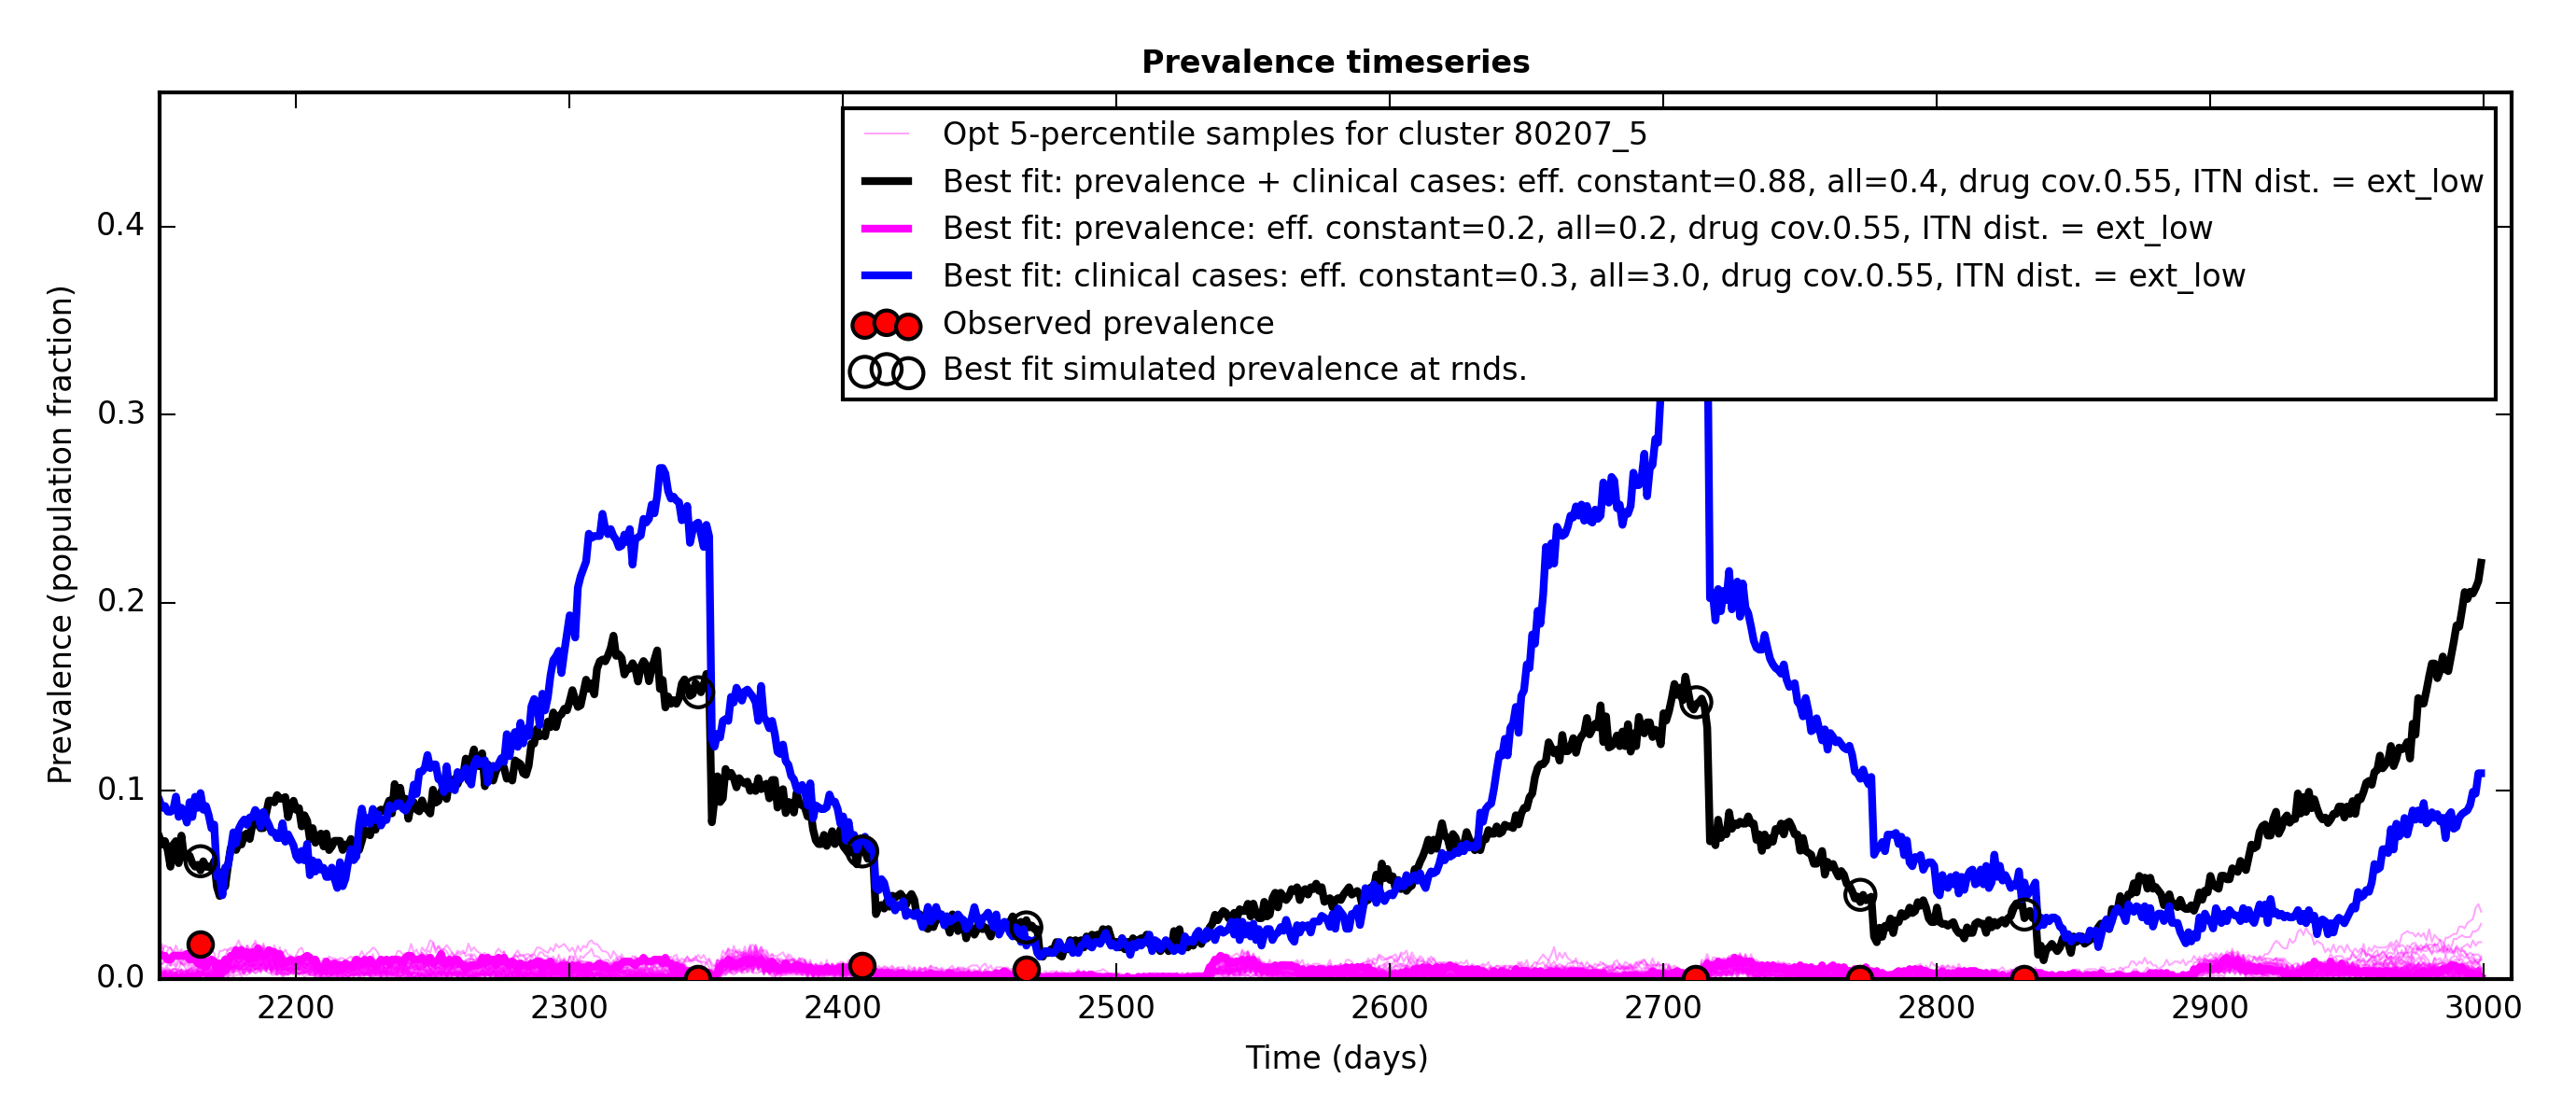 Prevalence timeseries
Opt 5-percentile samples for cluster 80207_5
Best fit: prevalence + clinical cases: eff. constant=0.88, all=0.4, drug cov.0.55, ITN dist. = ext_low
Best fit: prevalence: eff. constant=0.2, all=0.2, drug cov.0.55, ITN dist. = ext_low
Best fit: clinical cases: eff. constant=0.3, all=3.0, drug cov.0.55, ITN dist. = ext_low
Observed prevalence
Best fit simulated prevalence at rnds.
Prevalence (population fraction)
0.4
0.3
0.2
0.1
0.0
2200 2300 2400 2500 2600 2700 2800 2900 3000
Time (days)